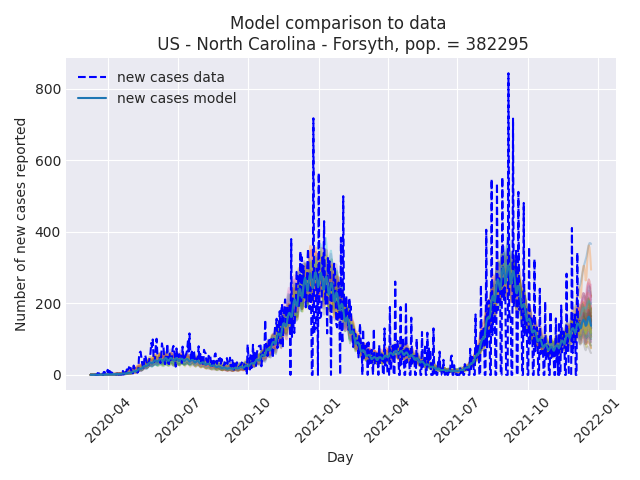 Model comparison to data
US - North Carolina - Forsyth, pop. = 382295
new cases data
new cases model
Number of new cases reported
800
600
400
200
0
2020-04
2020-07
2020-10
2021-01
2021-04
2021-07
2021-10
2022-01
Day